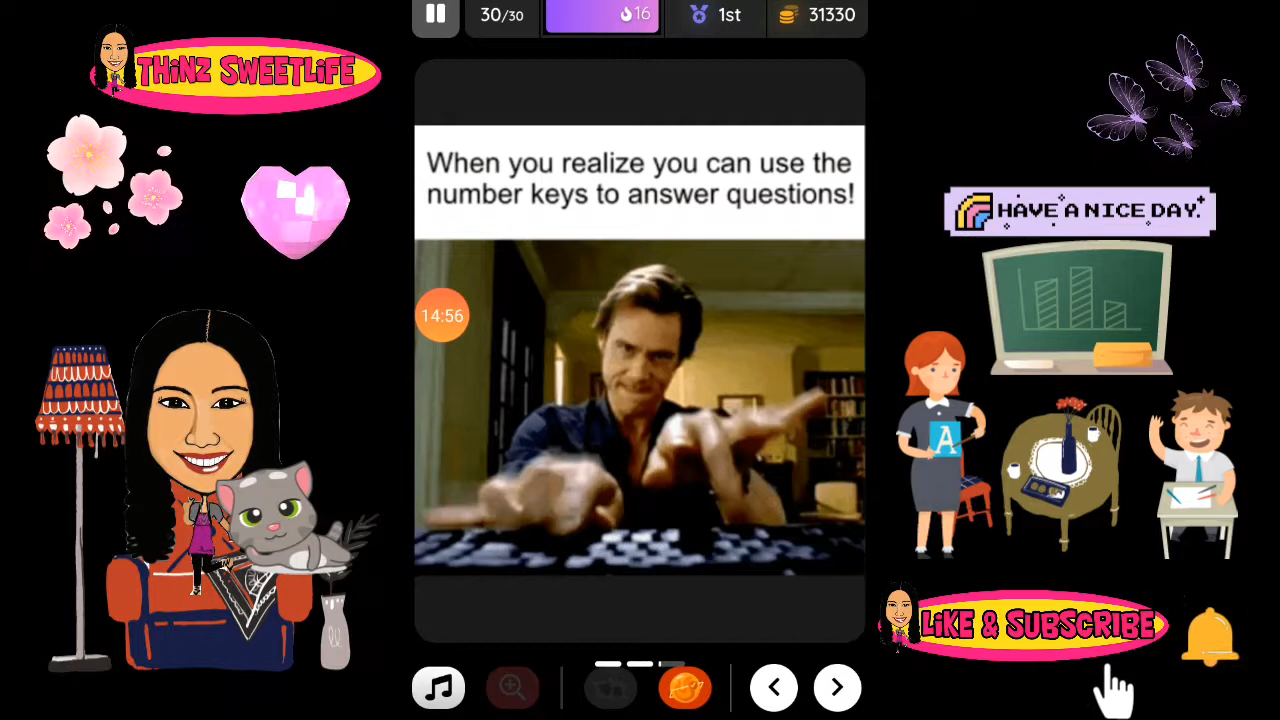 30/30
16
1st
31330
THiNZ SWEETLiFE
When you realize you can use the
number keys to answer questions!
HAVE A NICE DAY.
14:56
A
LiKE & SUBSCRiBE